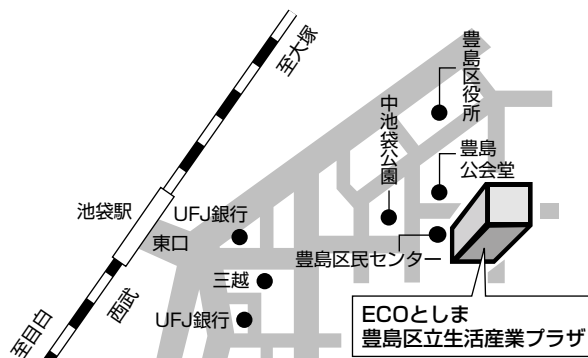 至大塚
豊島区役所
中池袋公園
豊島
公会堂
池袋駅
UFJ銀行
東口
豊島区民センター
三越
西武
UFJ銀行
至目白
ECOとしま
豊島区立生活産業プラザ